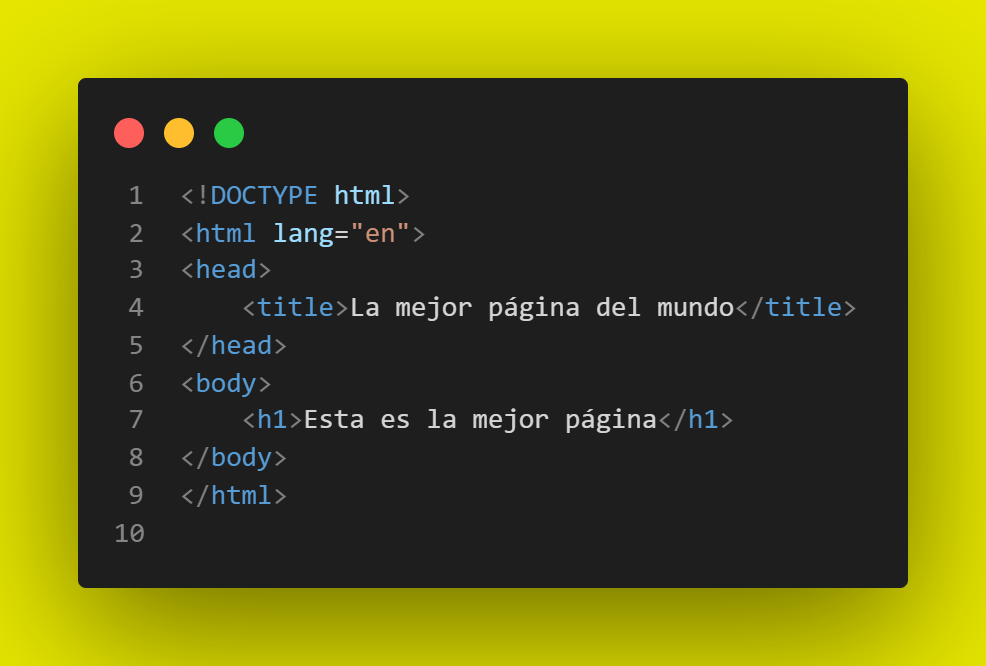 1 <!DOCTYPE html>
2 <html lang="en">
3 <head>
4     <title>La mejor página del mundo</title>
5 </head>
6 <body>
7     <h1>Esta es la mejor página</h1>
8 </body>
9 </html>
10